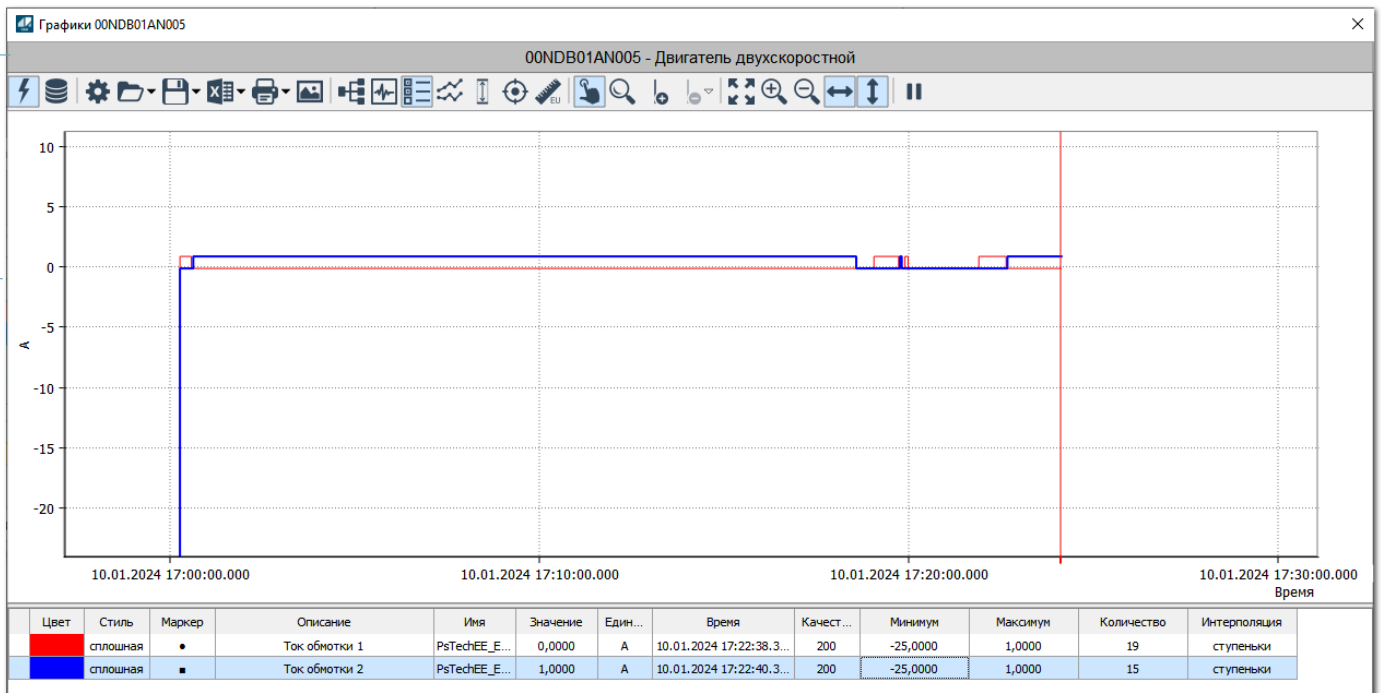 Графики 00NDB01AN005
00NDB01AN005 - Двигатель двухскоростной
EU
10
5
0
-5
A
-10
-15
-20
10.01.2024 17:00:00.000 10.01.2024 17:10:00.000 10.01.2024 17:20:00.000 10.01.2024 17:30:00.000
Время
Цвет Стиль Маркер Описание Имя Значение Един... Время Качест... Минимум Максимум Количество Интерполяция
сплошная Ток обмотки 1 PsTechEE_E... 0,0000 A 10.01.2024 17:22:38.3... 200 -25,0000 1,0000 19 ступеньки
сплошная Ток обмотки 2 PsTechEE_E... 1,0000 A 10.01.2024 17:22:40.3... 200 -25,0000 1,0000 15 ступеньки